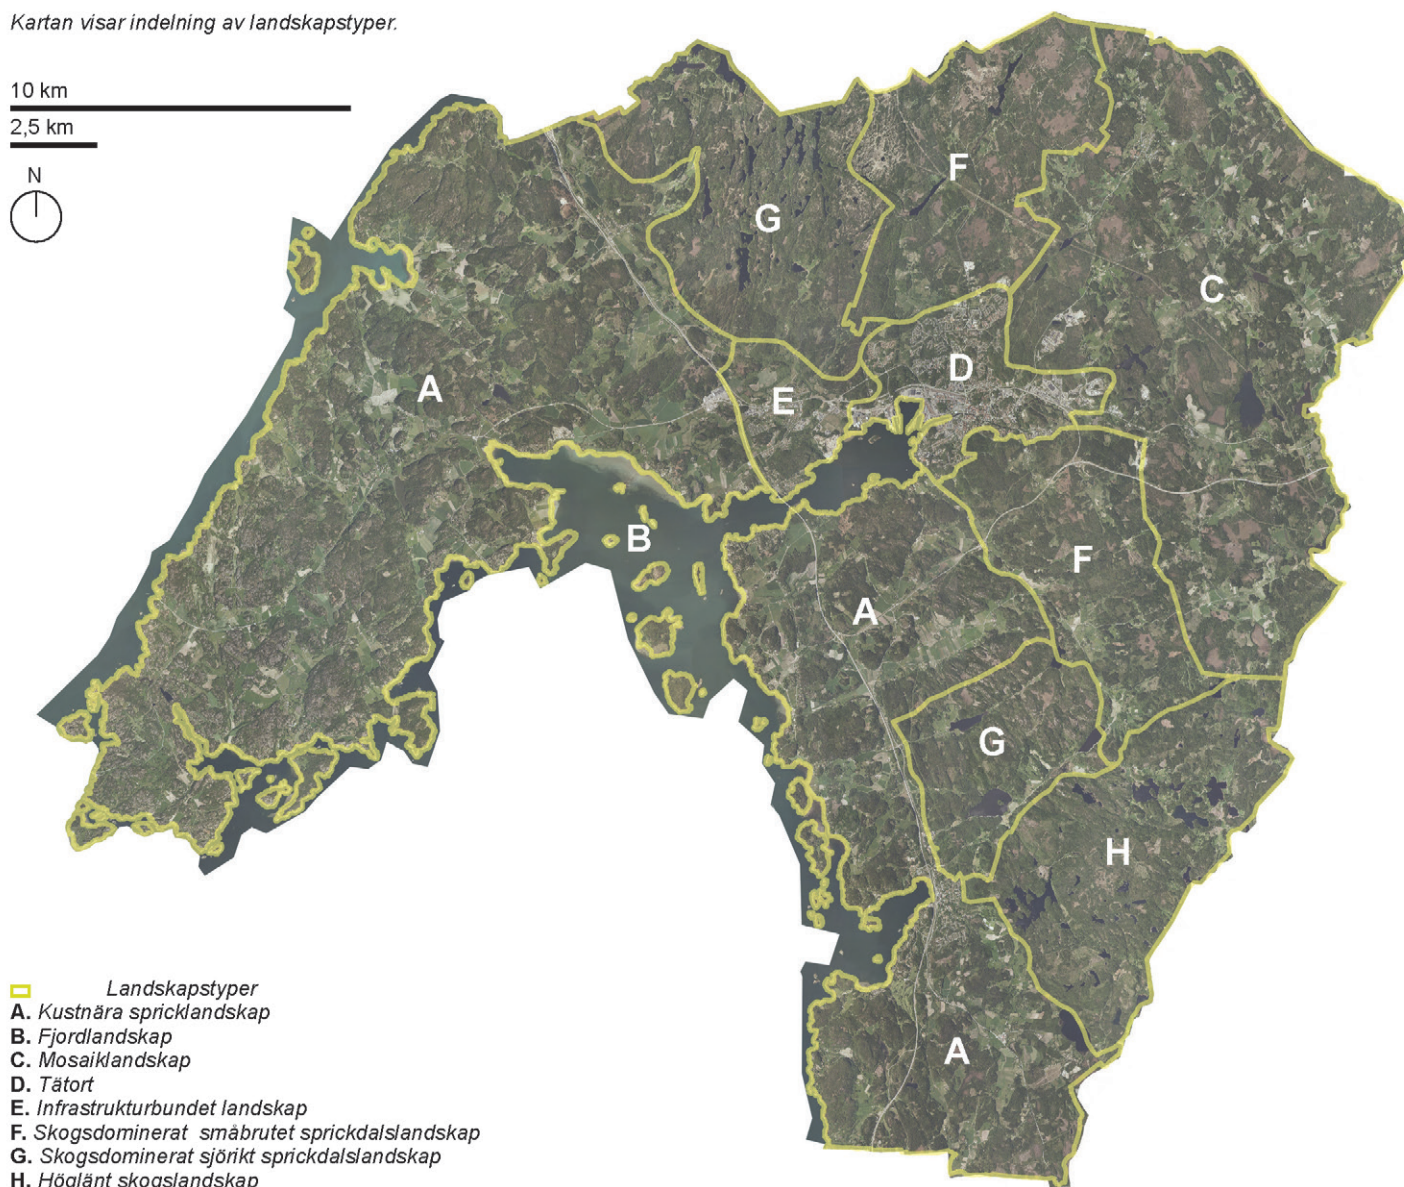 Kartan visar indelning av landskapstyper.
10 km
2,5 km
N
F
G
C
A
D
E
B
F
A
G
H
A
Landskapstyper
A. Kustnära spricklandskap
B. Fjordlandskap
C. Mosaiklandskap
D. Tätort
E. Infrastrukturbundet landskap
F. Skogsdominerat småbrutet sprickdalslandskap
G. Skogsdominerat sjörikt sprickdalslandskap
H. Höglänt skogslandskap